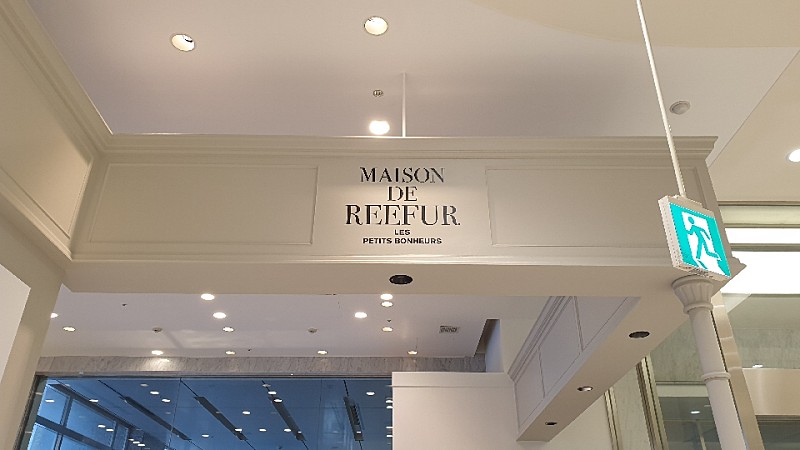 MAISON
DE
REEFUR
LES
PETITS BONHEURS